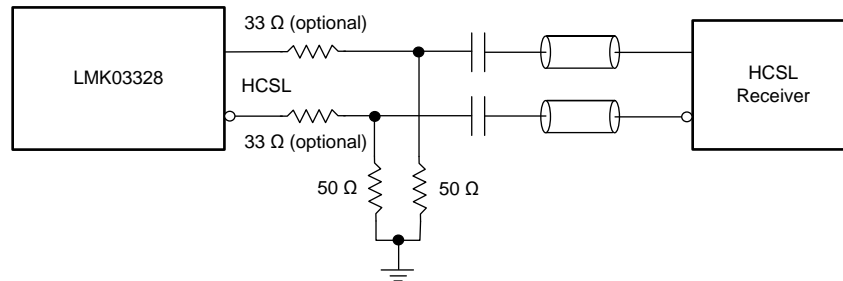 33 Ω (optional)
LMK03328
HCSL
33 Ω (optional)
50 Ω
50 Ω
HCSL
Receiver